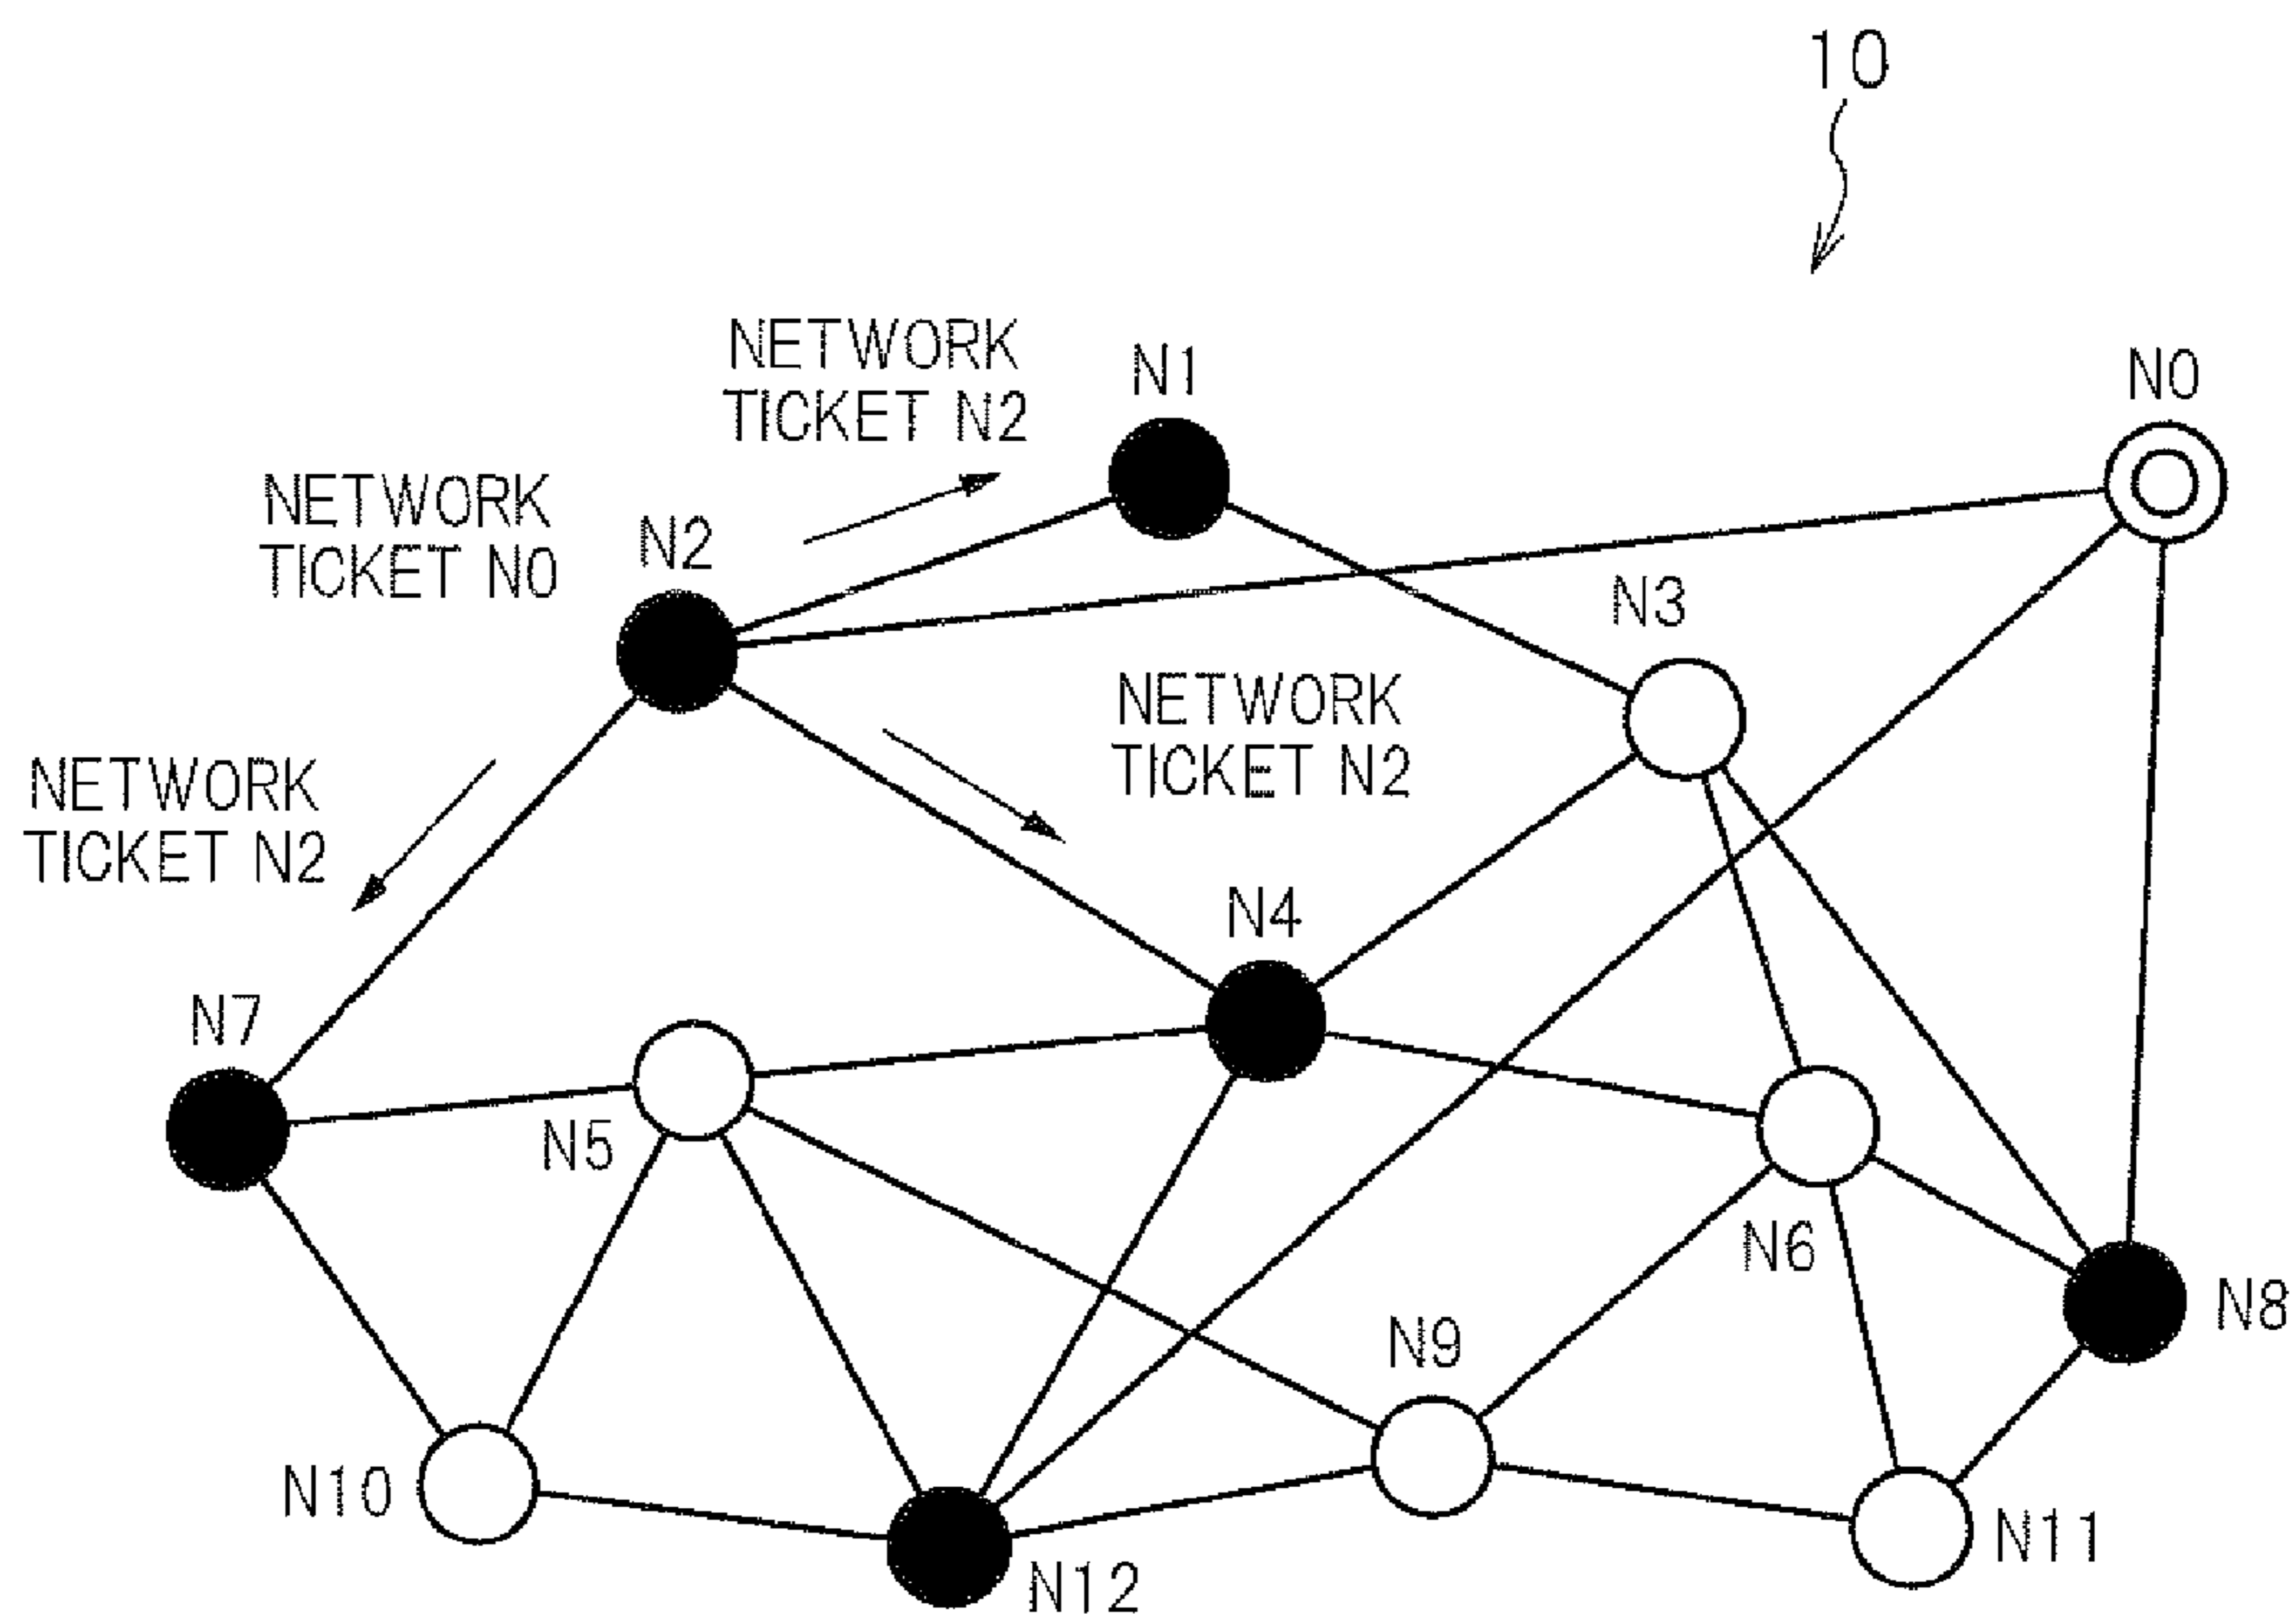 10
NETWORK
TICKET N2
N1
N0
NETWORK
TICKET N0
N2
N3
NETWORK
TICKET N2
NETWORK
TICKET N2
N4
N7
N5
N6
N8
N9
N10
N11
N12